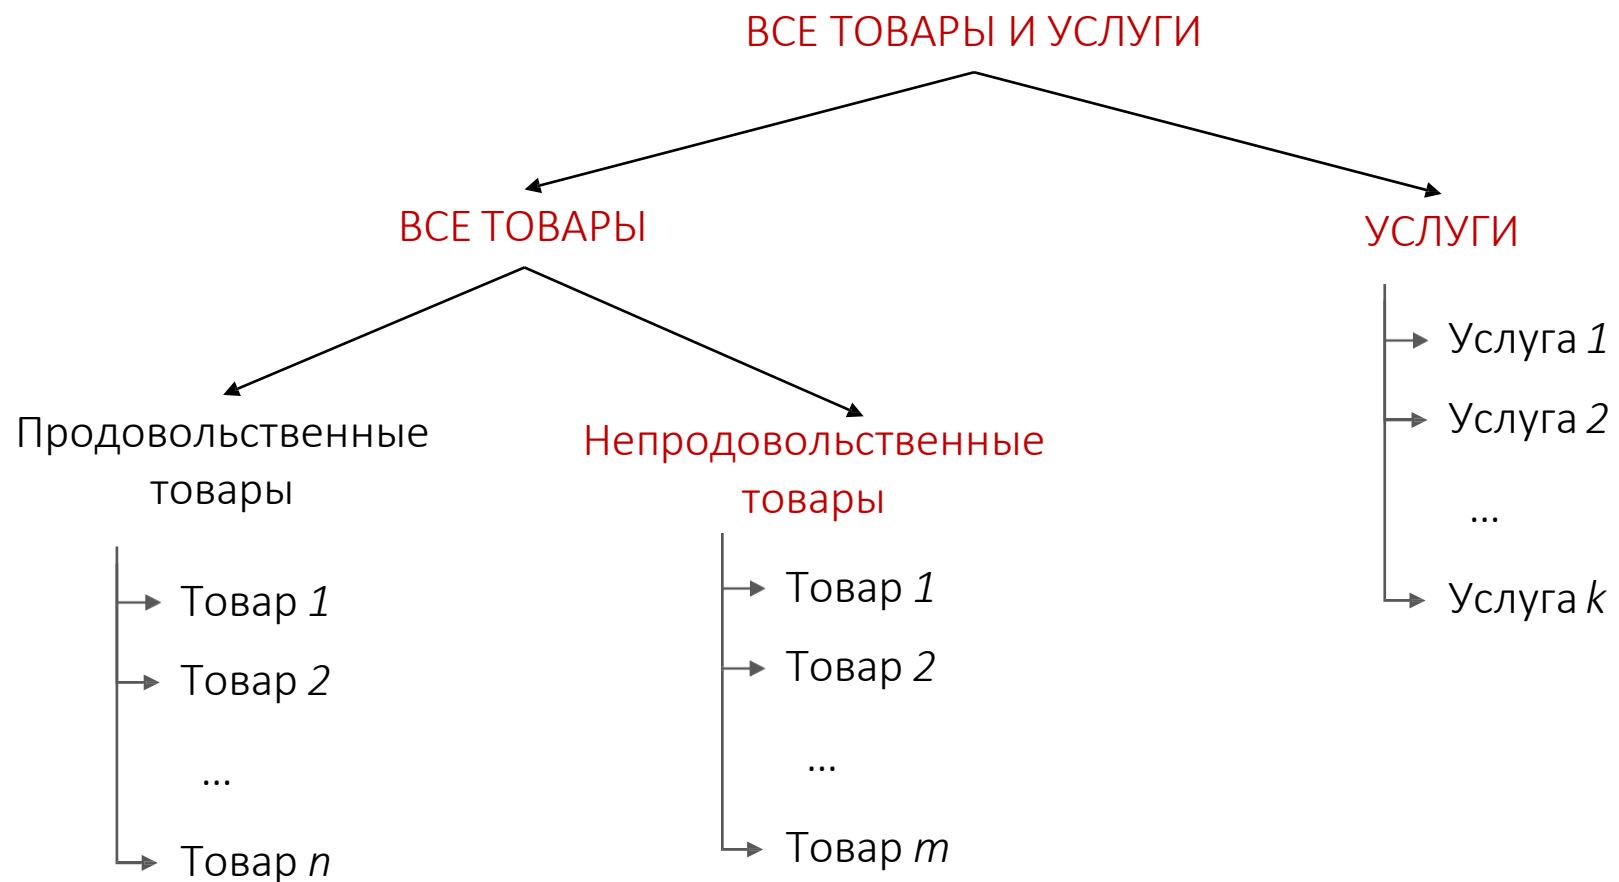 ВСЕ ТОВАРЫ И УСЛУГИ
ВСЕ ТОВАРЫ
УСЛУГИ
Продовольственные
товары
Товар 1
Товар 2
...
Товар n
Непродовольственные
товары
Товар 1
Товар 2
...
Товар m
Услуга 1
Услуга 2
...
Услуга k